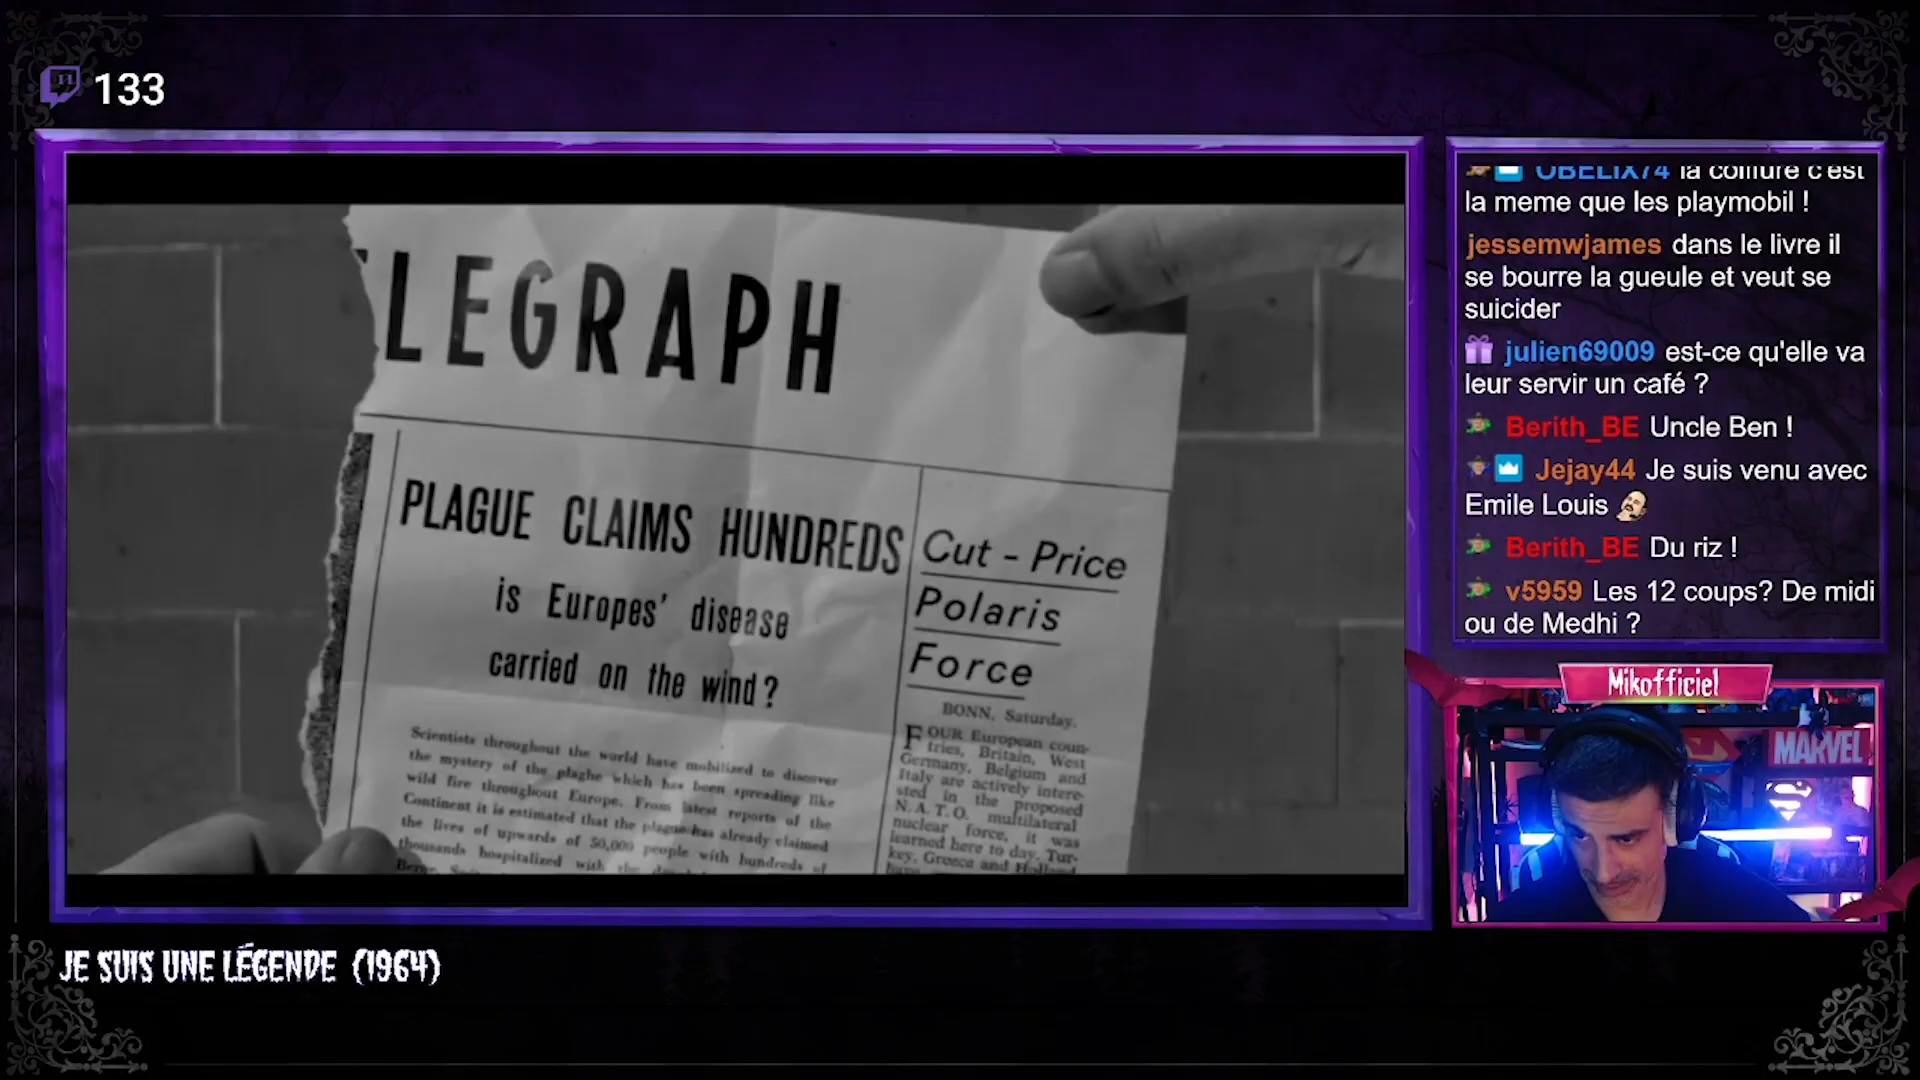 133
LEGRAPH
PLAGUE CLAIMS HUNDREDS
is Europes' disease
carried on the wind?
Scientists throughout the world have mobilized to discover
the mystery of the plaghe which has been spreading like
wild fire throughout Europe. From latest reports of the
Continent it is estimated that the plague has already claimed
the lives of upwards of 50,000 people with hundreds of
thousands hospitalized with the
Cut - Price
Polaris
Force
BONN, Saturday.
FOUR European coun-
tries, Britain, West
Germany, Belgium and
Italy are actively intere-
sted in the proposed
N.A.T.O. multilateral
nuclear force, it was
learned here to day. Tur-
key, Greece and Holland
have
OBELIX74 la coiffure c'est
la meme que les playmobil !
jessemwjames dans le livre il
se bourre la gueule et veut se
suicider
julien69009 est-ce qu'elle va
leur servir un café ?
Berith_BE Uncle Ben !
Jejay44 Je suis venu avec
Emile Louis
Berith_BE Du riz !
v5959 Les 12 coups? De midi
ou de Medhi ?
Mikofficiel
MARVEL
JE SUIS UNE LÉGENDE (1964)